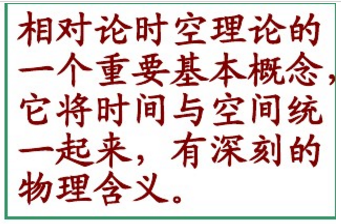 相对论时空理论的
一个重要基本概念，
它将时间与空间统
一起来，有深刻的
物理含义。